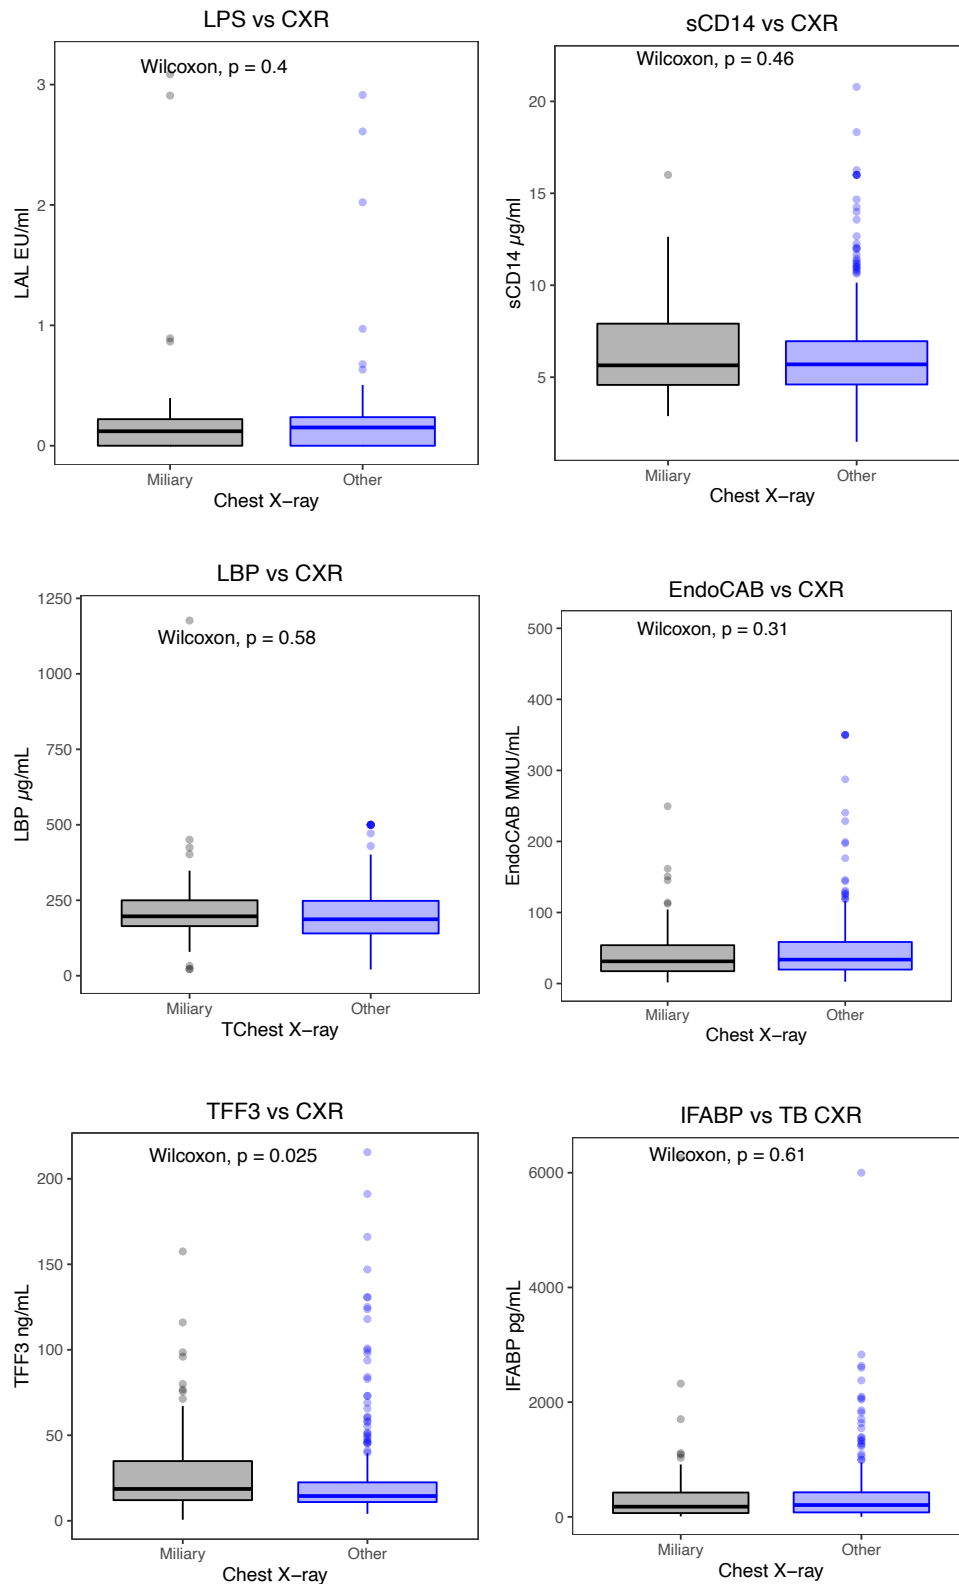 LPS vs CXR
Wilcoxon, p = 0.4
LAL EU/ml
3
2
1
0
Miliary
Other
Chest X−ray
sCD14 vs CXR
Wilcoxon, p = 0.46
sCD14 µg/ml
20
15
10
5
Miliary
Other
Chest X−ray
LBP vs CXR
Wilcoxon, p = 0.58
LBP µg/mL
1250
1000
750
500
250
0
Miliary
Other
TChest X−ray
EndoCAB vs CXR
Wilcoxon, p = 0.31
EndoCAB MMU/mL
500
400
300
200
100
0
Miliary
Other
Chest X−ray
TFF3 vs CXR
Wilcoxon, p = 0.025
TFF3 ng/mL
200
150
100
50
0
Miliary
Other
Chest X−ray
IFABP vs TB CXR
Wilcoxon, p = 0.61
IFABP pg/mL
6000
4000
2000
0
Miliary
Other
Chest X−ray